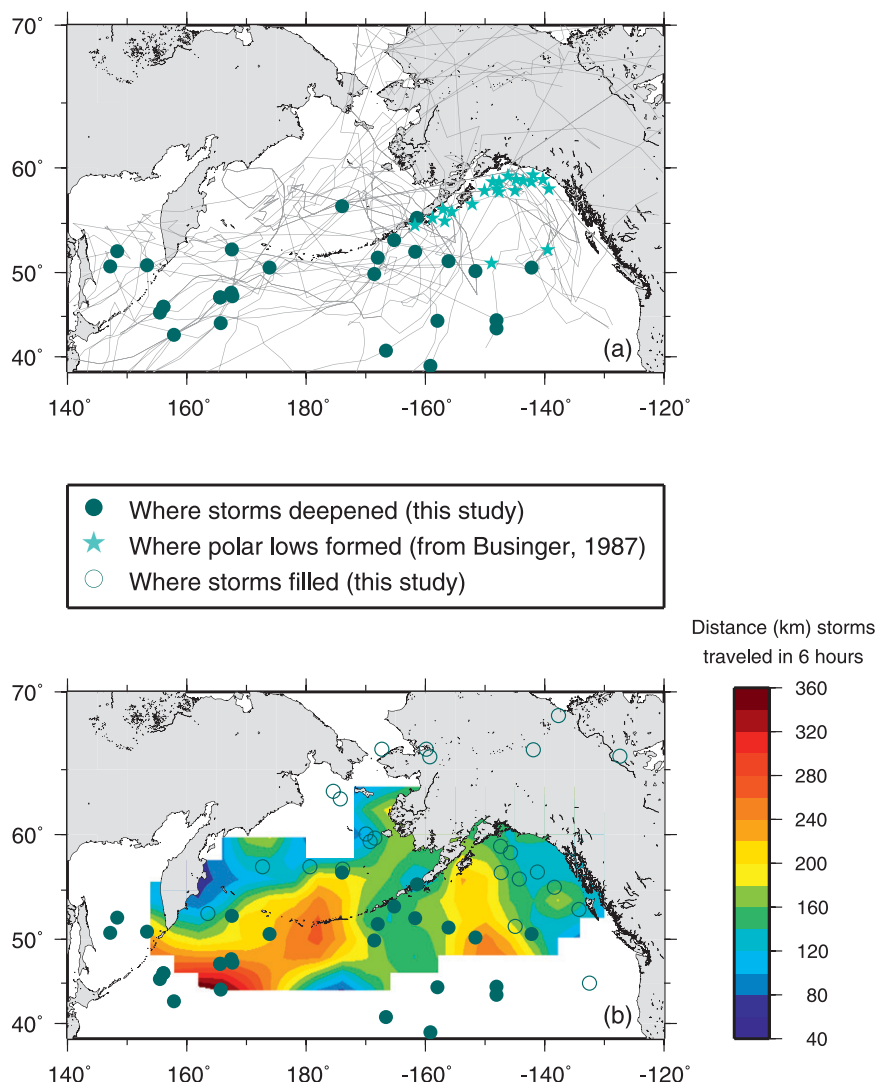 70˚
60˚
50˚
40˚
(a)
140˚ 160˚ 180˚ -160˚ -140˚ -120˚
Where storms deepened (this study)
Where polar lows formed (from Businger, 1987)
Where storms filled (this study)
Distance (km) storms
traveled in 6 hours
70˚
60˚
50˚
40˚
(b)
140˚ 160˚ 180˚ -160˚ -140˚ -120˚
360
320
280
240
200
160
120
80
40